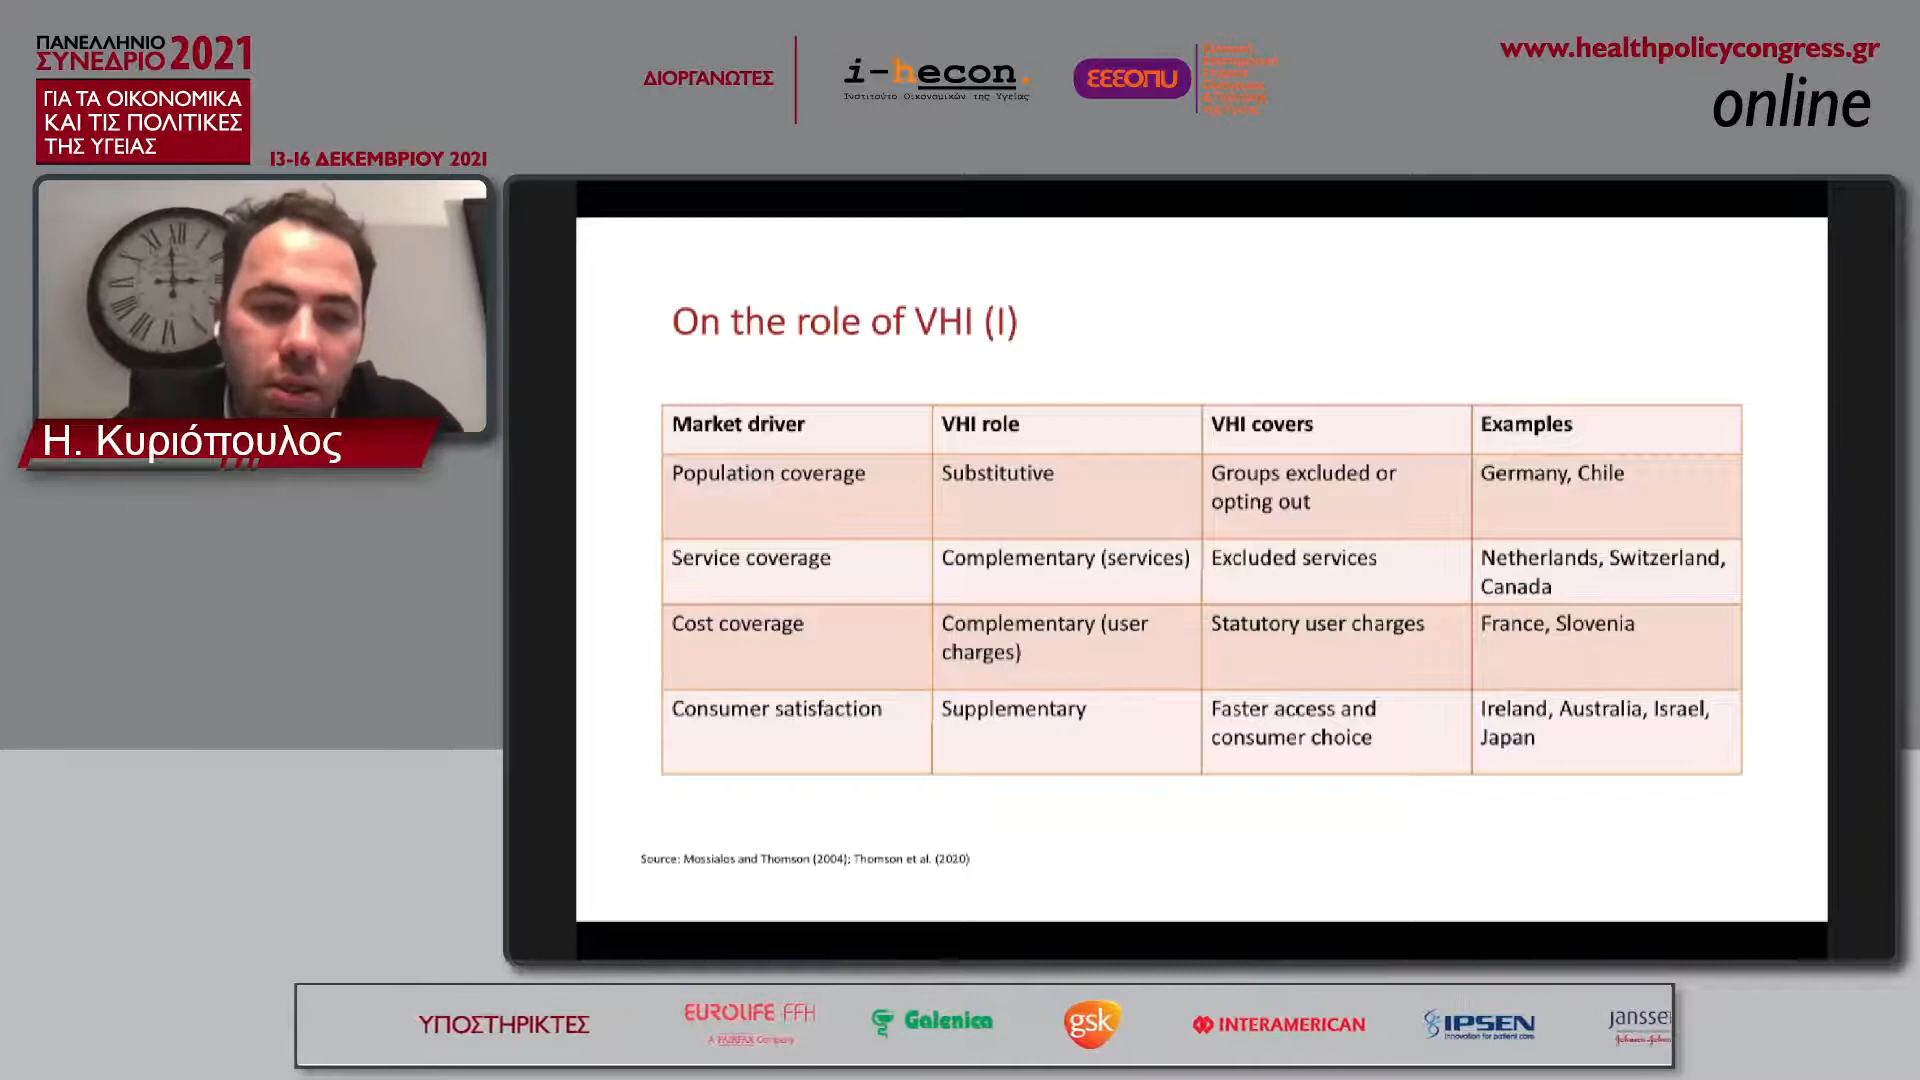 ΠΑΝΕΛΛΗΝΙΟ
ΣΥΝΕΔΡΙΟ 2021
ΓΙΑ ΤΑ ΟΙΚΟΝΟΜΙΚΑ
ΚΑΙ ΤΙΣ ΠΟΛΙΤΙΚΕΣ
ΤΗΣ ΥΓΕΙΑΣ
13-16 ΔΕΚΕΜΒΡΙΟΥ 2021
ΔΙΟΡΓΑΝΩΤΕΣ
i-hecon.
Ινστιτούτο Οικονομικών της Υγείας
ΕΕΕΟΠΥ
www.healthpolicycongress.gr
online
Η. Κυριόπουλος
On the role of VHI (I)
Market driver VHI role VHI covers Examples
Population coverage Substitutive Groups excluded or opting out Germany, Chile
Service coverage Complementary (services) Excluded services Netherlands, Switzerland, Canada
Cost coverage Complementary (user charges) Statutory user charges France, Slovenia
Consumer satisfaction Supplementary Faster access and consumer choice Ireland, Australia, Israel, Japan
Source: Mossialos and Thomson (2004); Thomson et al. (2020)
ΥΠΟΣΤΗΡΙΚΤΕΣ
EUROLIFE FFH
A FAIRFAX Company
Galenica
gsk
INTERAMERICAN
IPSEN
Innovation for patient care
Johnson-Johnson